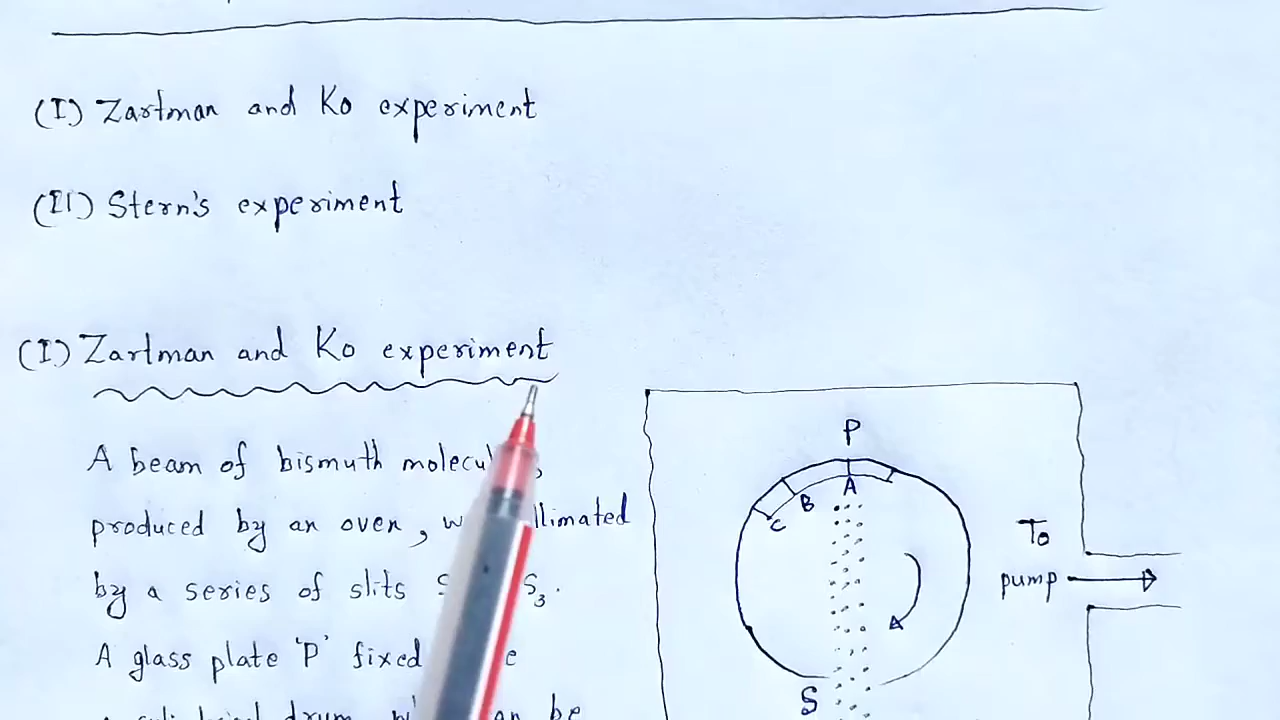 (I) Zartman and Ko experiment
(II) Stern's experiment
(I) Zartman and Ko experiment
A beam of bismuth
produced by an oven,
by a series of slits S₃.
A glass plate 'P' fixed
P
A
B
C
To
pump
S